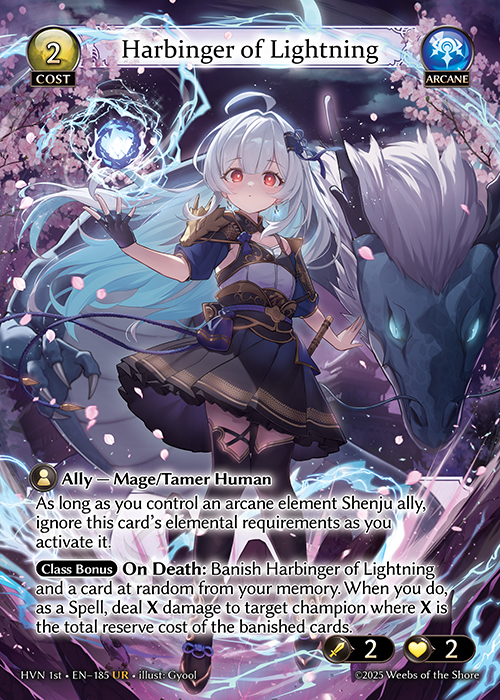 2
Harbinger of Lightning
COST
ARCANE
Ally — Mage/Tamer Human
As long as you control an arcane element Shenju ally,
ignore this card's elemental requirements as you
activate it.
Class Bonus On Death: Banish Harbinger of Lightning
and a card at random from your memory. When you do,
as a Spell, deal X damage to target champion where X is
the total reserve cost of the banished cards.
2 2
HVN 1st • EN–185 UR • illust: Gyool
©2025 Weebs of the Shore